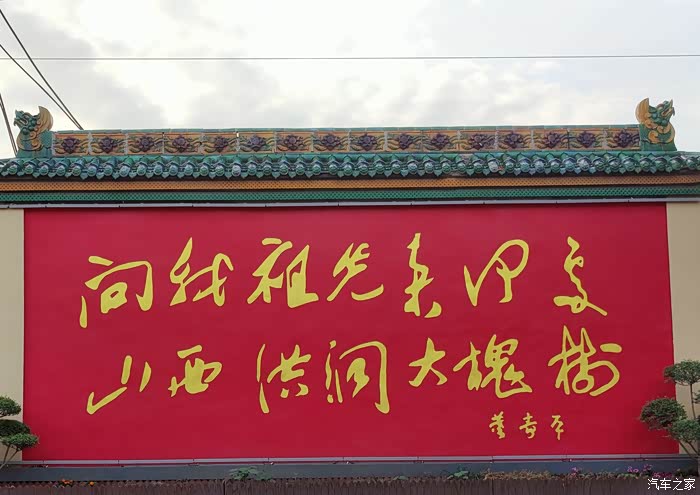 问我祖先来何处
山西洪洞大槐树
董寿平
汽车之家